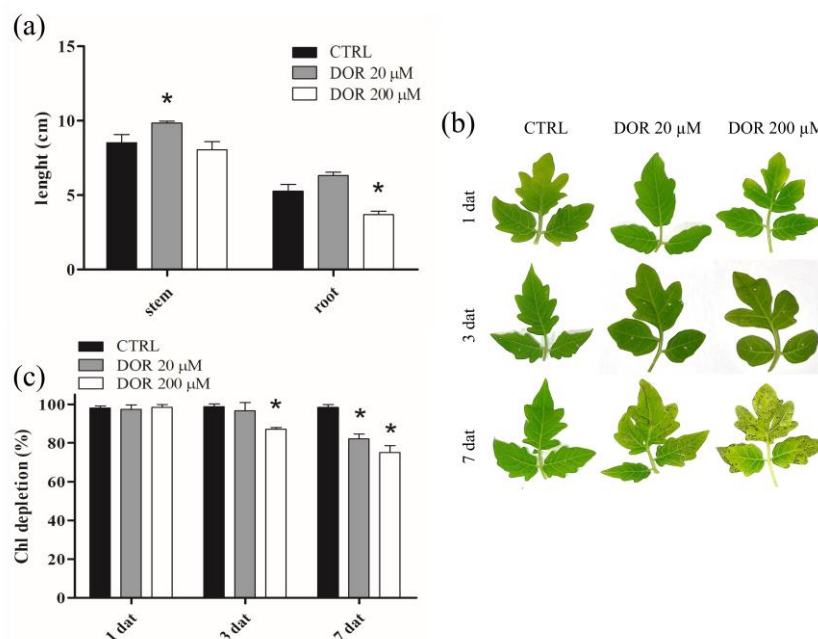 (a)
CTRL
DOR 20 µM
DOR 200 µM
*
*
15
10
5
0
lenght (cm)
stem
root
(b)
CTRL
DOR 20 µM
DOR 200 µM
1 dat
3 dat
7 dat
(c)
CTRL
DOR 20 µM
DOR 200 µM
*
*
*
100
80
60
40
20
0
Chl depletion (%)
1 dat
3 dat
7 dat